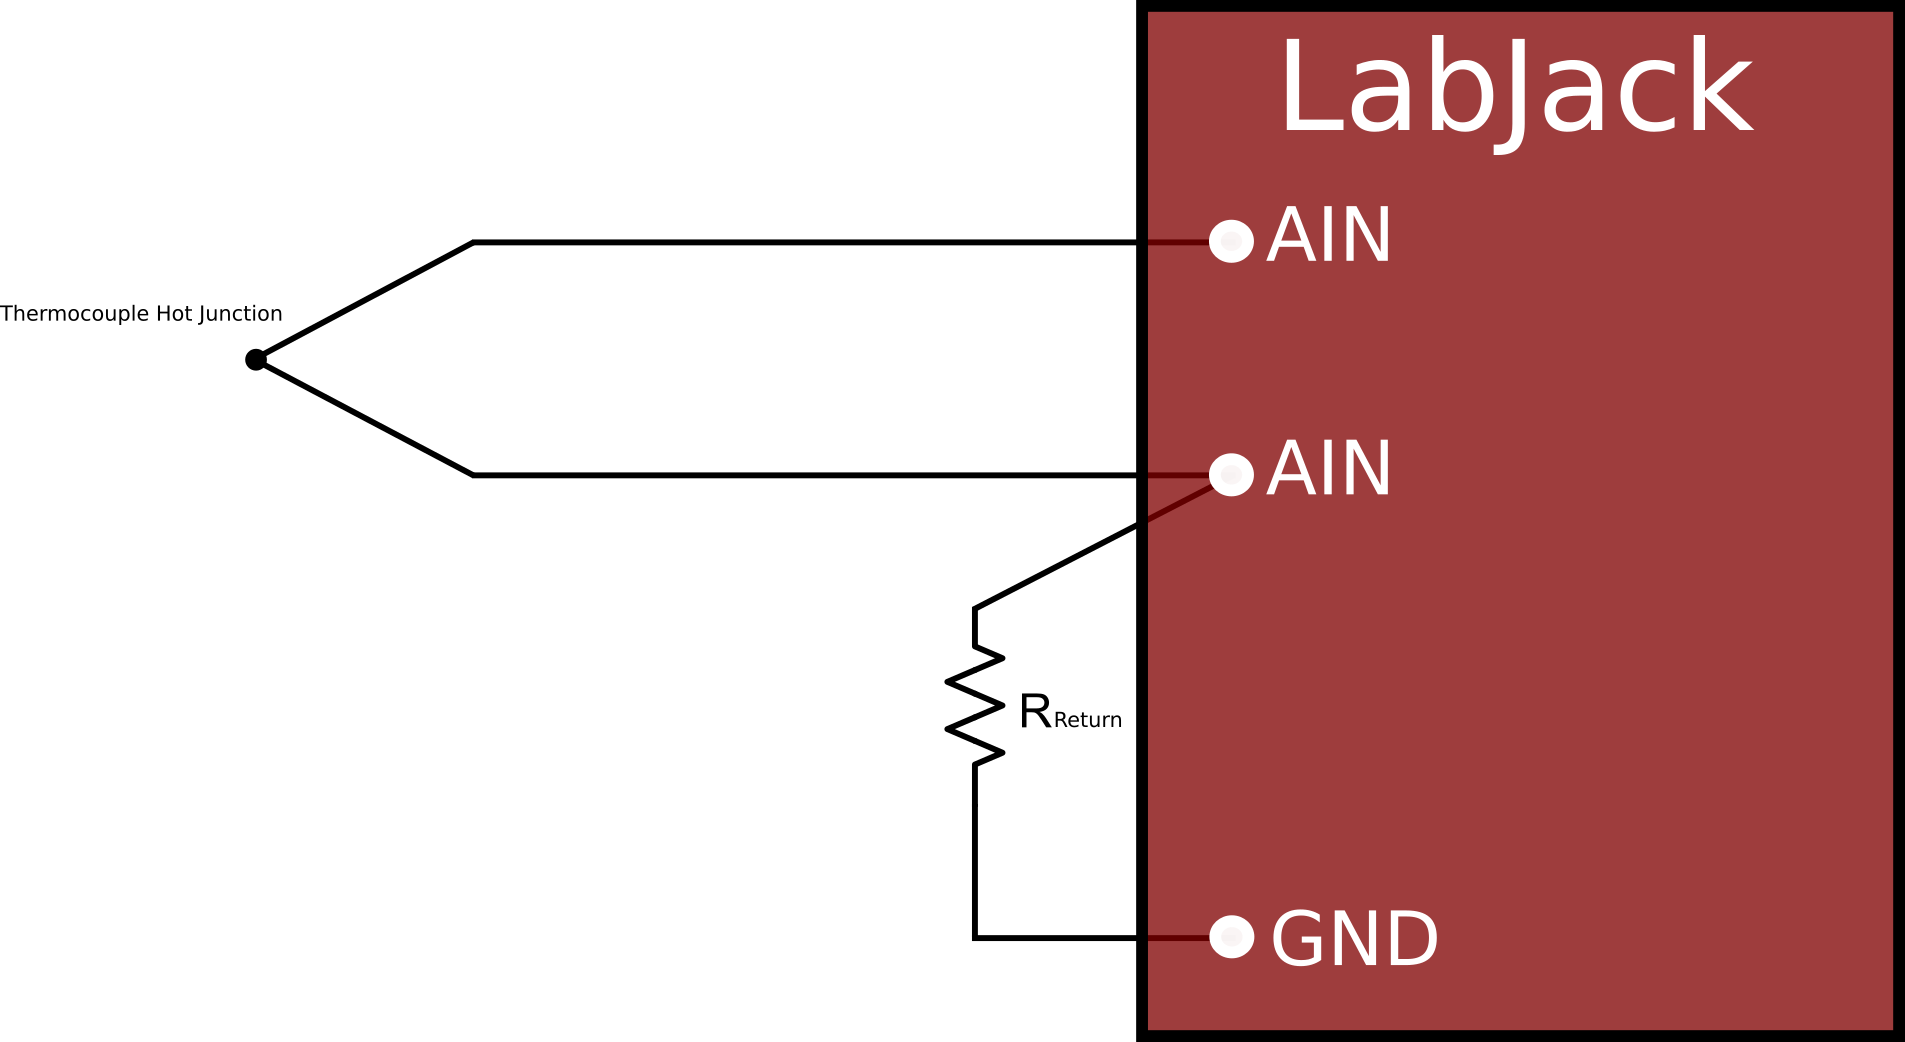 LabJack
AIN
Thermocouple Hot Junction
AIN
RReturn
GND